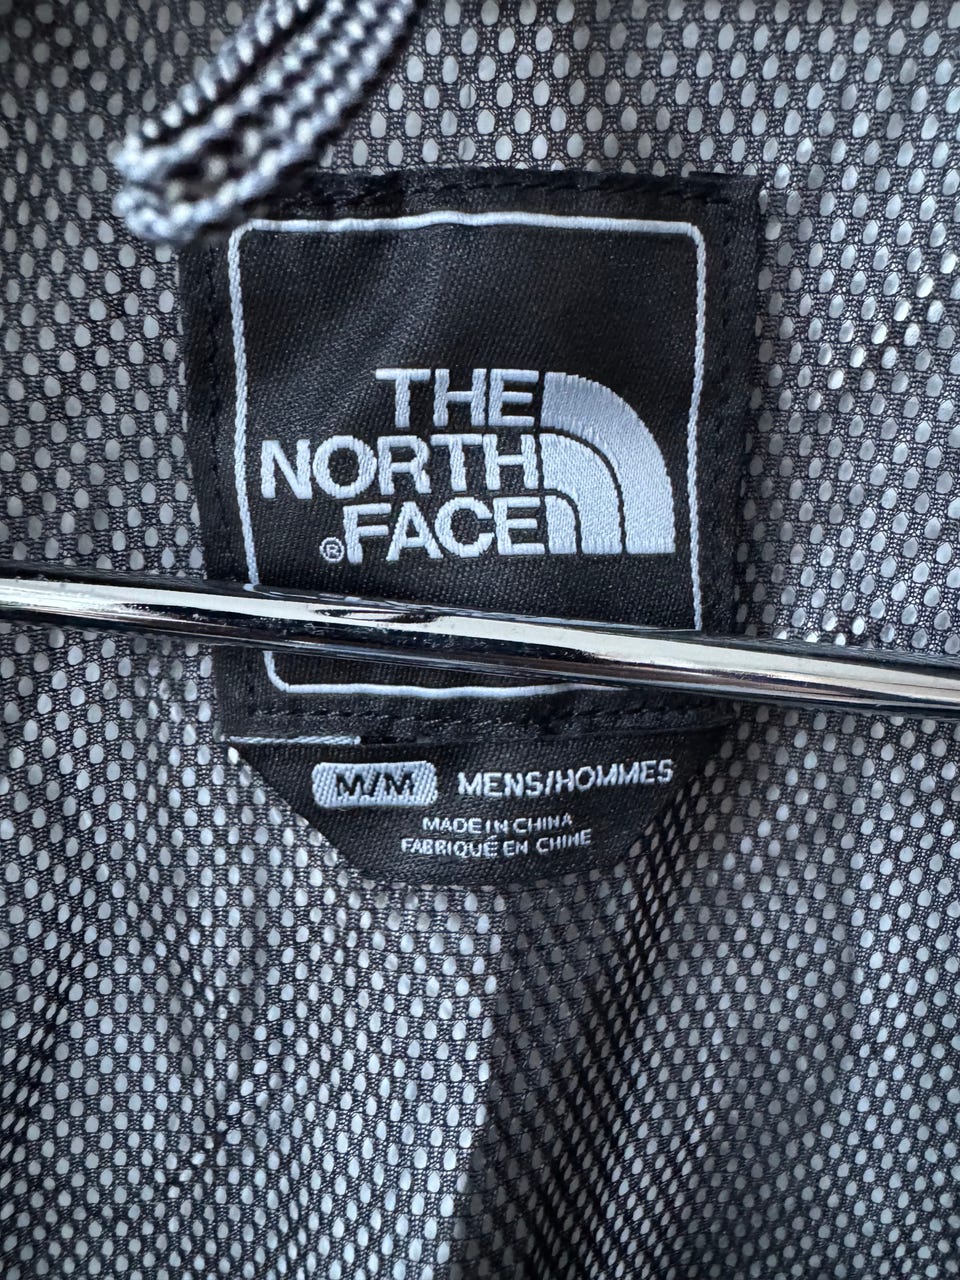 THE
NORTH
®FACE
M/M MENS/HOMMES
MADE IN CHINA
FABRIQUÉ EN CHINE